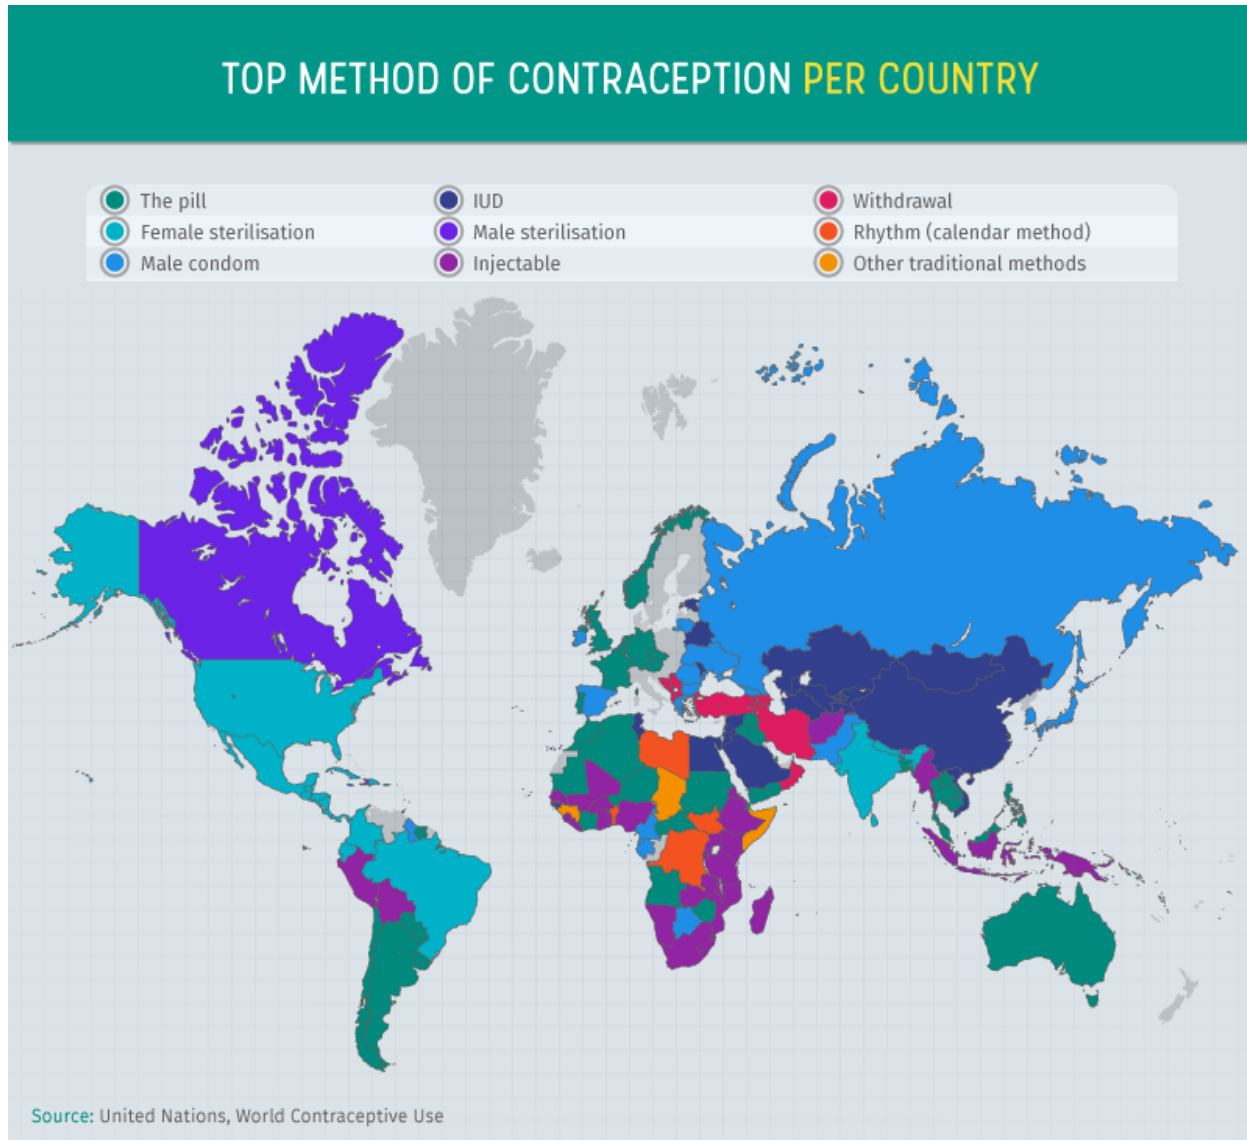 TOP METHOD OF CONTRACEPTION PER COUNTRY
The pill
IUD
Withdrawal
Female sterilisation
Male sterilisation
Rhythm (calendar method)
Male condom
Injectable
Other traditional methods
Source: United Nations, World Contraceptive Use